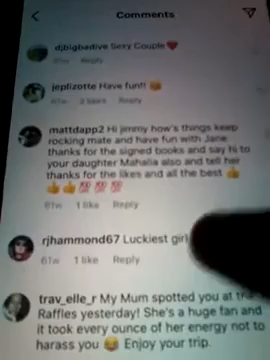 Comments
djbigbadive Sexy Couple ❤️
Reply
jeplizotte Have fun!! 😊
67w 2 likes Reply
mattdapp2 Hi jimmy how's things keep
rocking mate and have fun with Jane
thanks for the signed books and say hi to
your daughter Mahalia also and tell her
thanks for the likes and all the best 👍
👍👍💯💯💯
61w 1 like Reply
rjhammond67 Luckiest girl
61w 1 like Reply
trav_elle_r My Mum spotted you at the
Raffles yesterday! She's a huge fan and
it took every ounce of her energy not to
harass you 😂 Enjoy your trip.